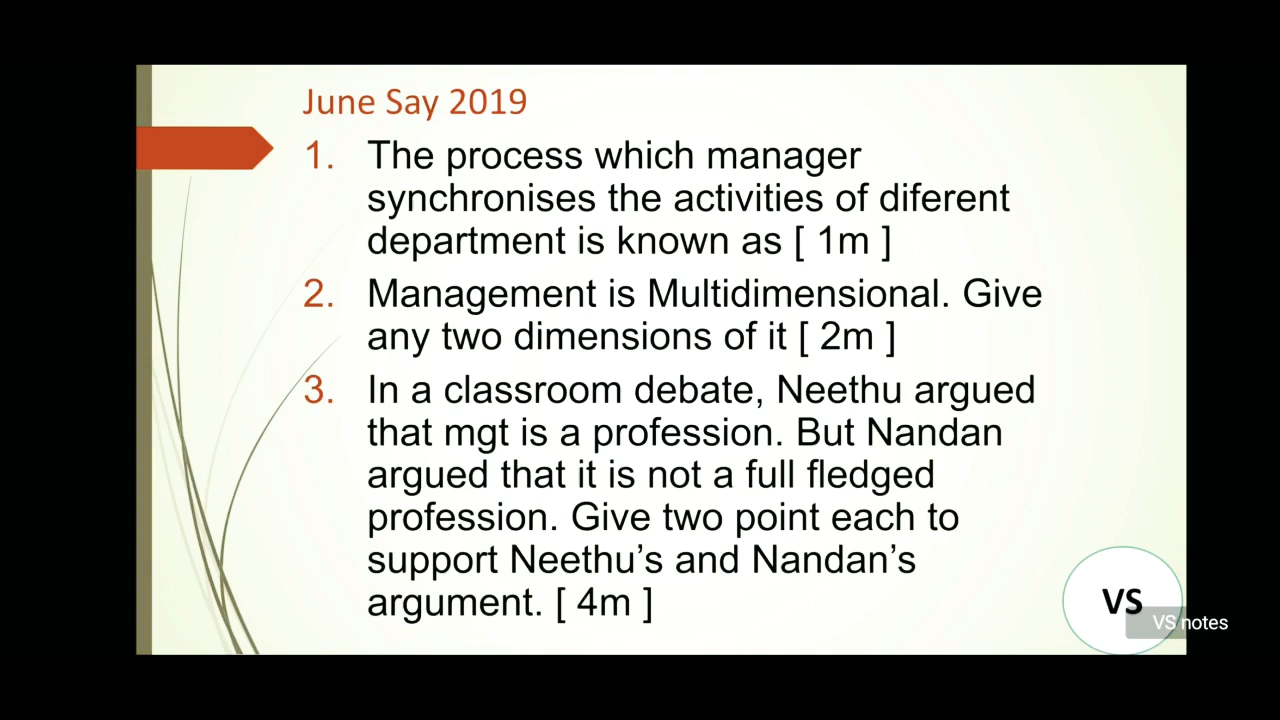 June Say 2019
1. The process which manager
synchronises the activities of diferent
department is known as [ 1m ]
2. Management is Multidimensional. Give
any two dimensions of it [ 2m ]
3. In a classroom debate, Neethu argued
that mgt is a profession. But Nandan
argued that it is not a full fledged
profession. Give two point each to
support Neethu’s and Nandan’s
argument. [ 4m ]
VS
VS notes